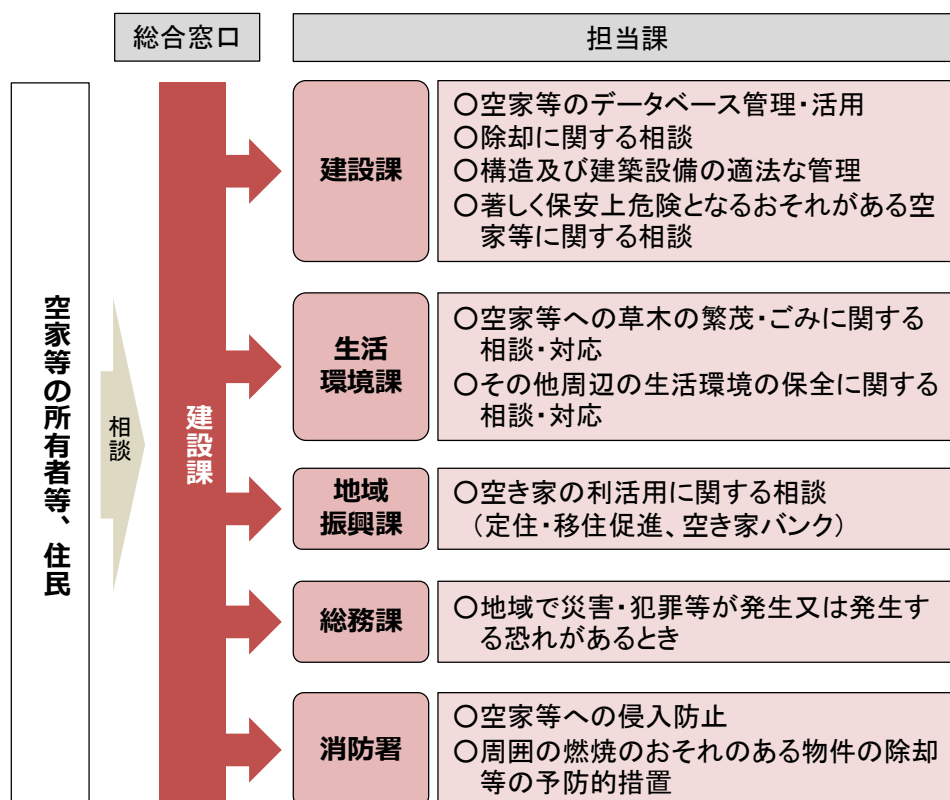 総合窓口
担当課
空家等の所有者等、住民
相談
建設課
建設課
〇空家等のデータベース管理・活用
〇除却に関する相談
〇構造及び建築設備の適法な管理
〇著しく保安上危険となるおそれがある空
家等に関する相談
生活
環境課
〇空家等への草木の繁茂・ごみに関する
相談・対応
〇その他周辺の生活環境の保全に関する
相談・対応
地域
振興課
〇空き家の利活用に関する相談
（定住・移住促進、空き家バンク）
総務課
〇地域で災害・犯罪等が発生又は発生す
る恐れがあるとき
消防署
〇空家等への侵入防止
〇周囲の燃焼のおそれのある物件の除却
等の予防的措置